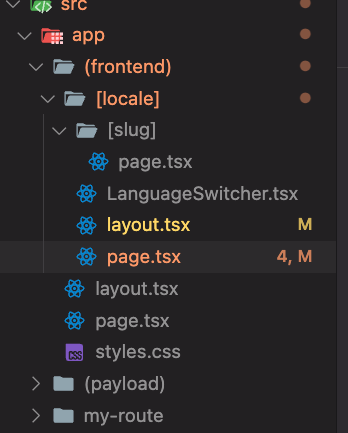 src
app
(frontend)
[locale]
[slug]
page.tsx
LanguageSwitcher.tsx
layout.tsx M
page.tsx 4, M
layout.tsx
page.tsx
CSS styles.css
(payload)
my-route